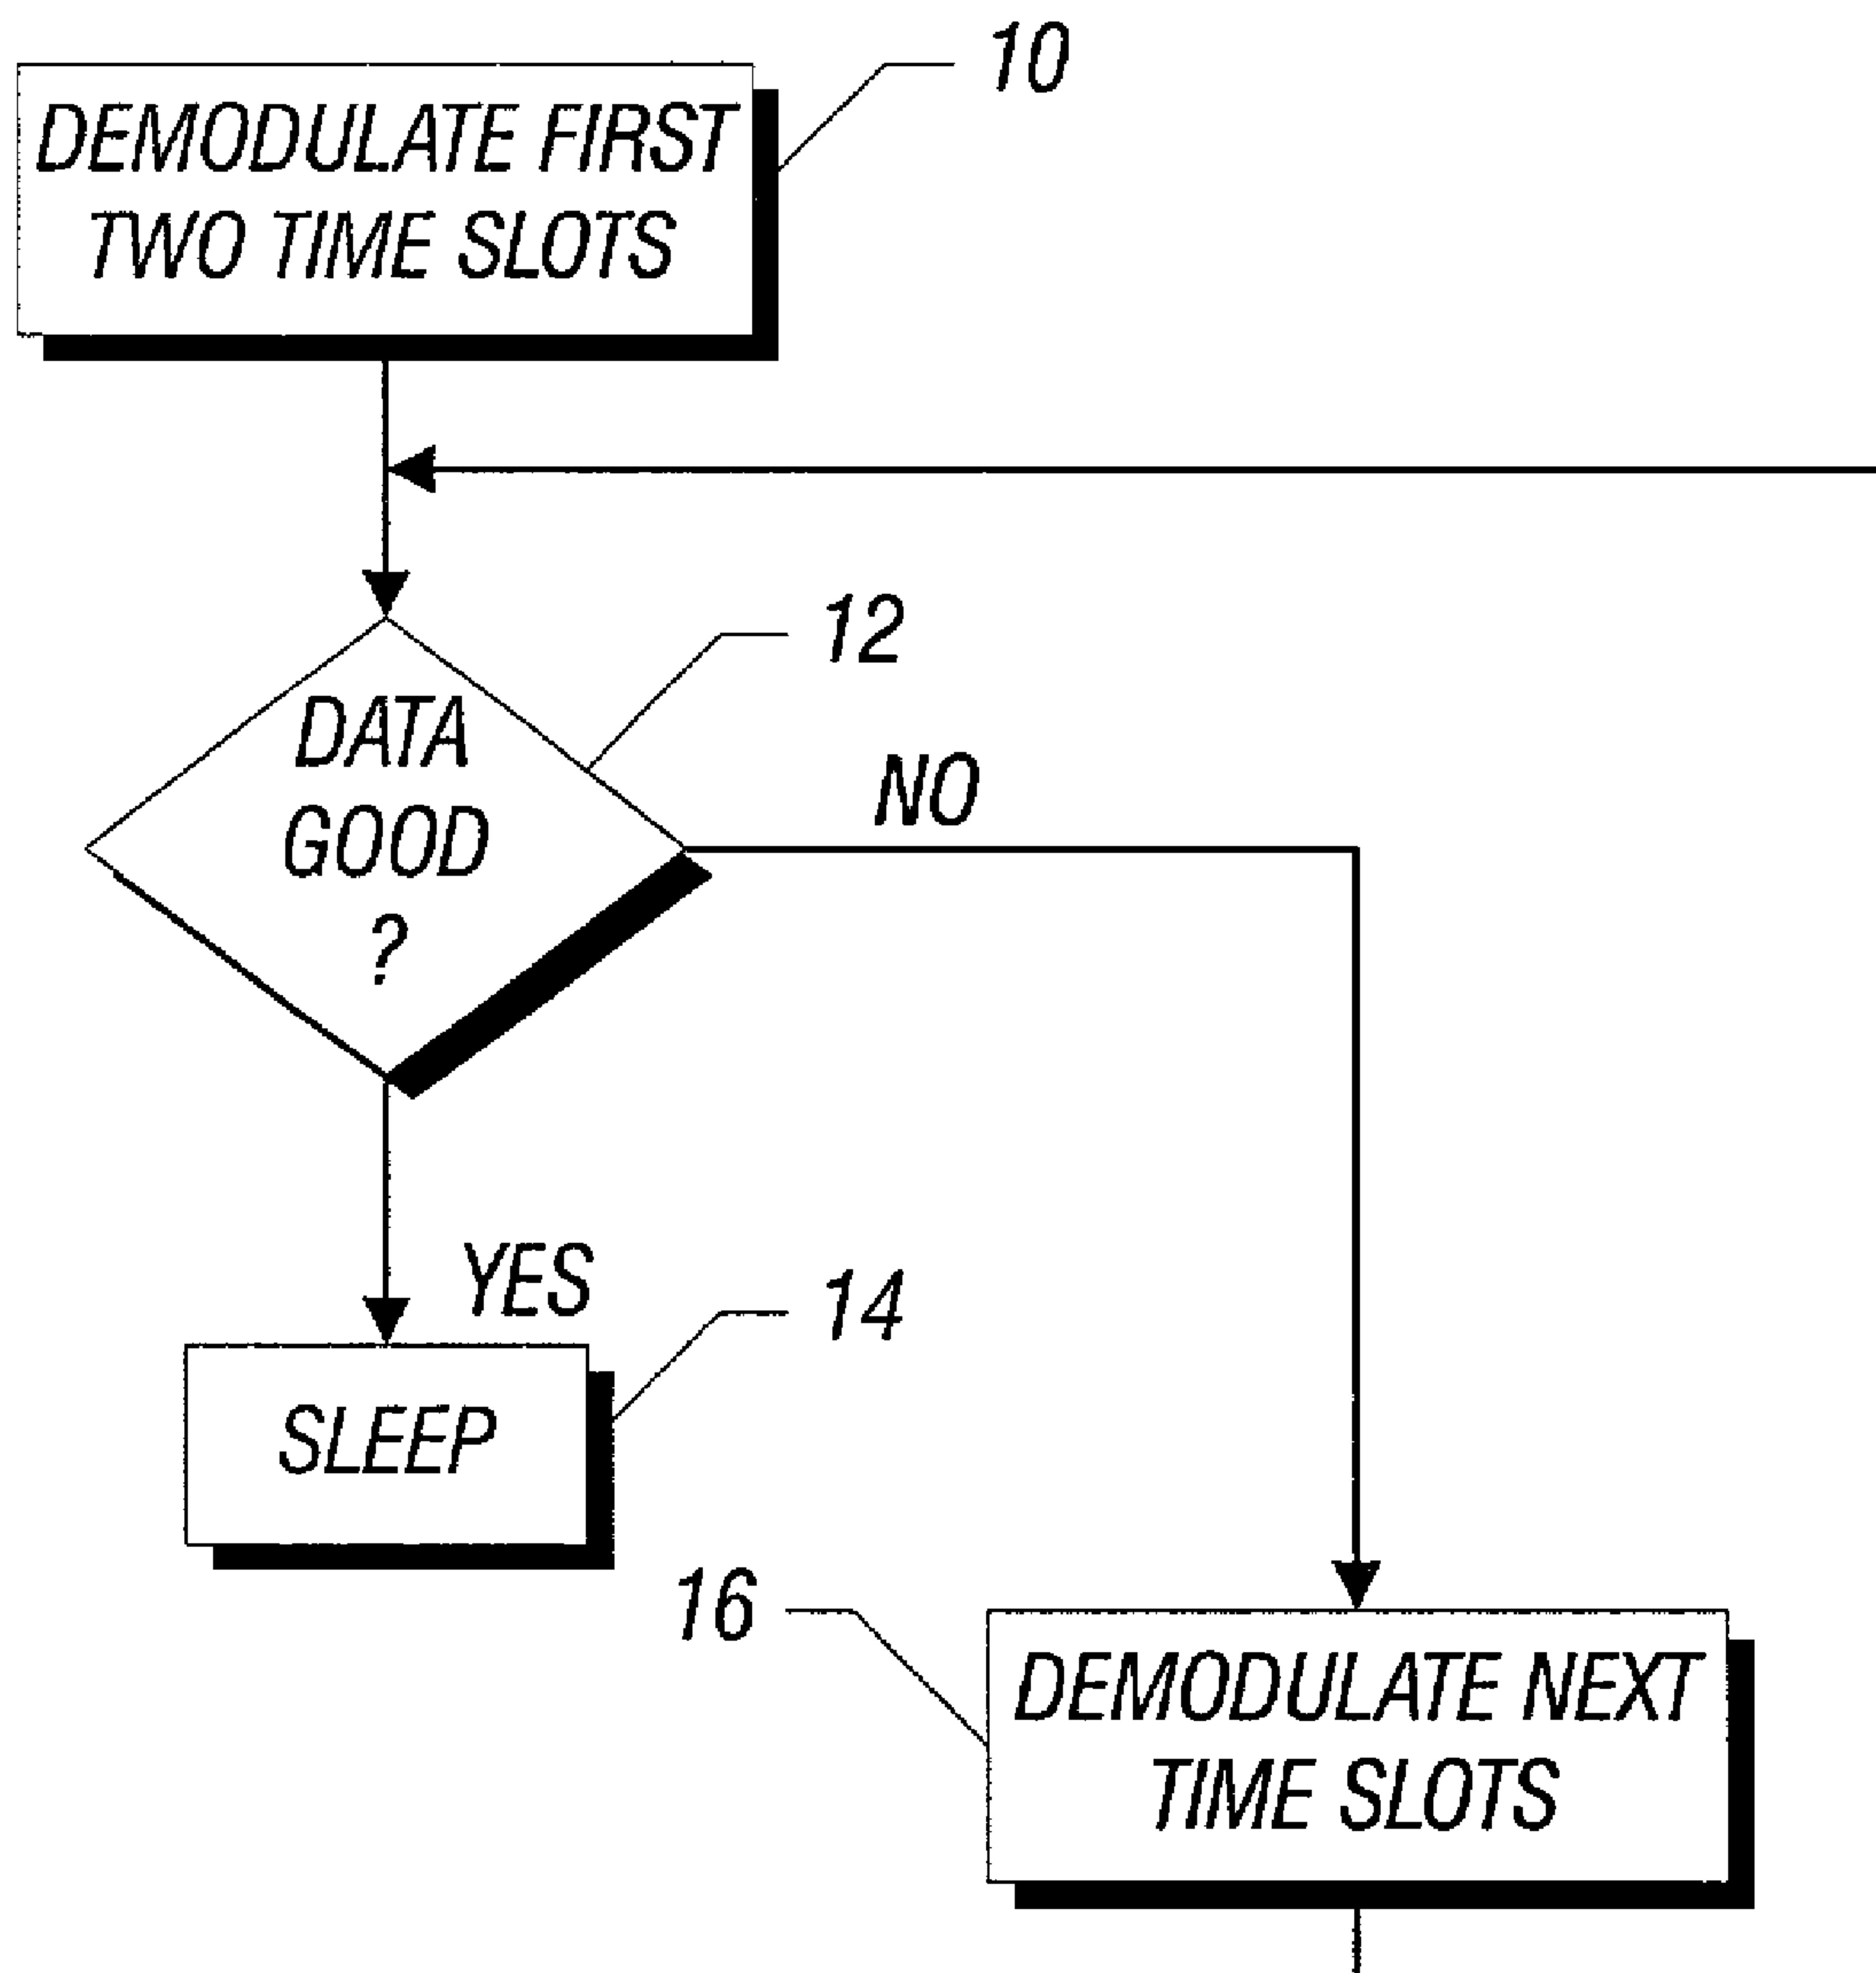 10
DEMODULATE FIRST
TWO TIME SLOTS
12
DATA
GOOD
?
NO
YES
14
SLEEP
16
DEMODULATE NEXT
TIME SLOTS